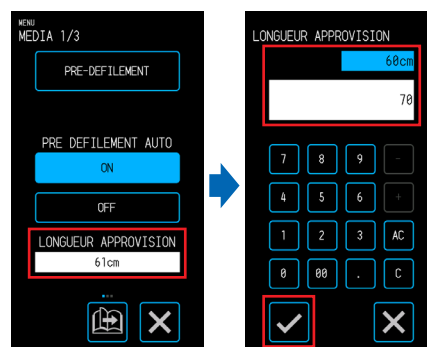 MENU
MEDIA 1/3
PRE-DEFILEMENT
PRE DEFILEMENT AUTO
ON
OFF
LONGUEUR APPROVISION
61cm
LONGUEUR APPROVISION
60cm
70
7 8 9 -
4 5 6 +
1 2 3 AC
0 00 . C